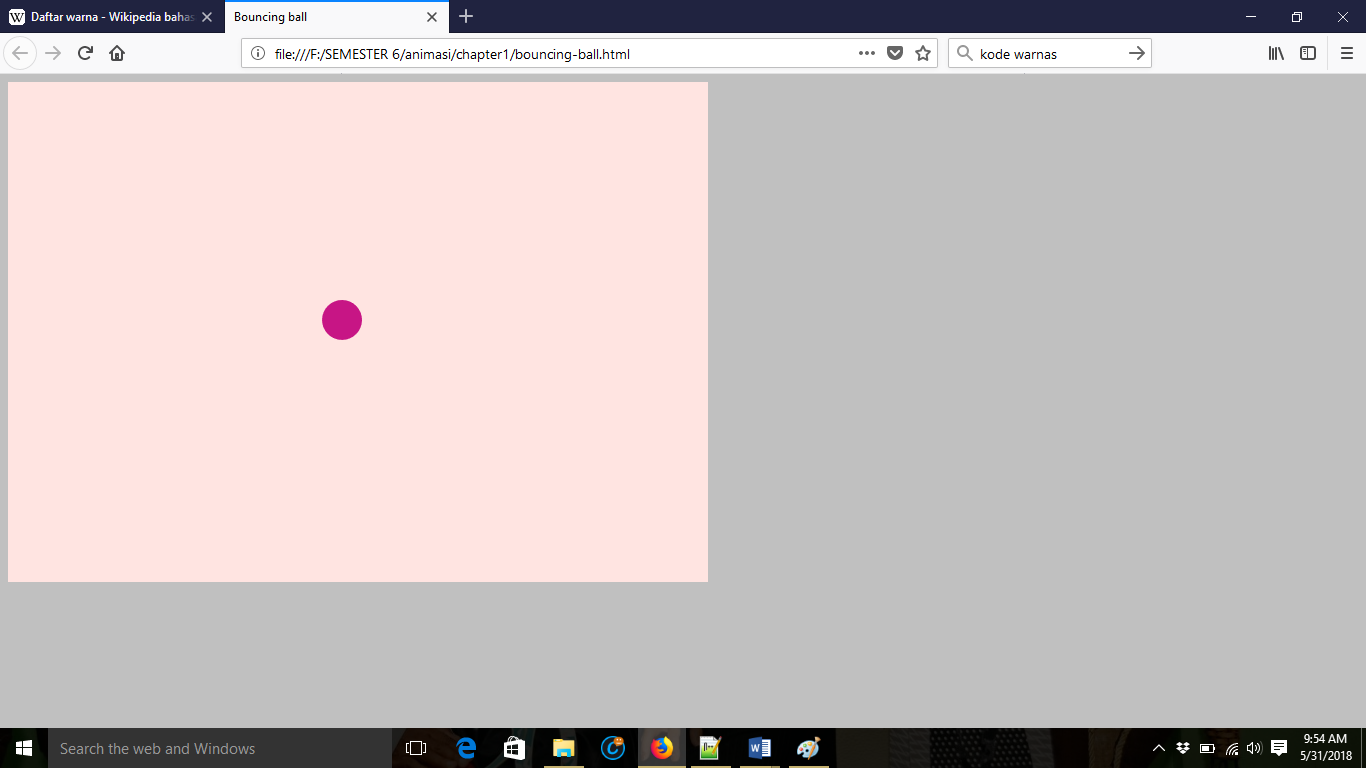 W Daftar warna - Wikipedia bahas
Bouncing ball
file:///F:/SEMESTER 6/animasi/chapter1/bouncing-ball.html
kode warnas
Search the web and Windows
9:54 AM
5/31/2018